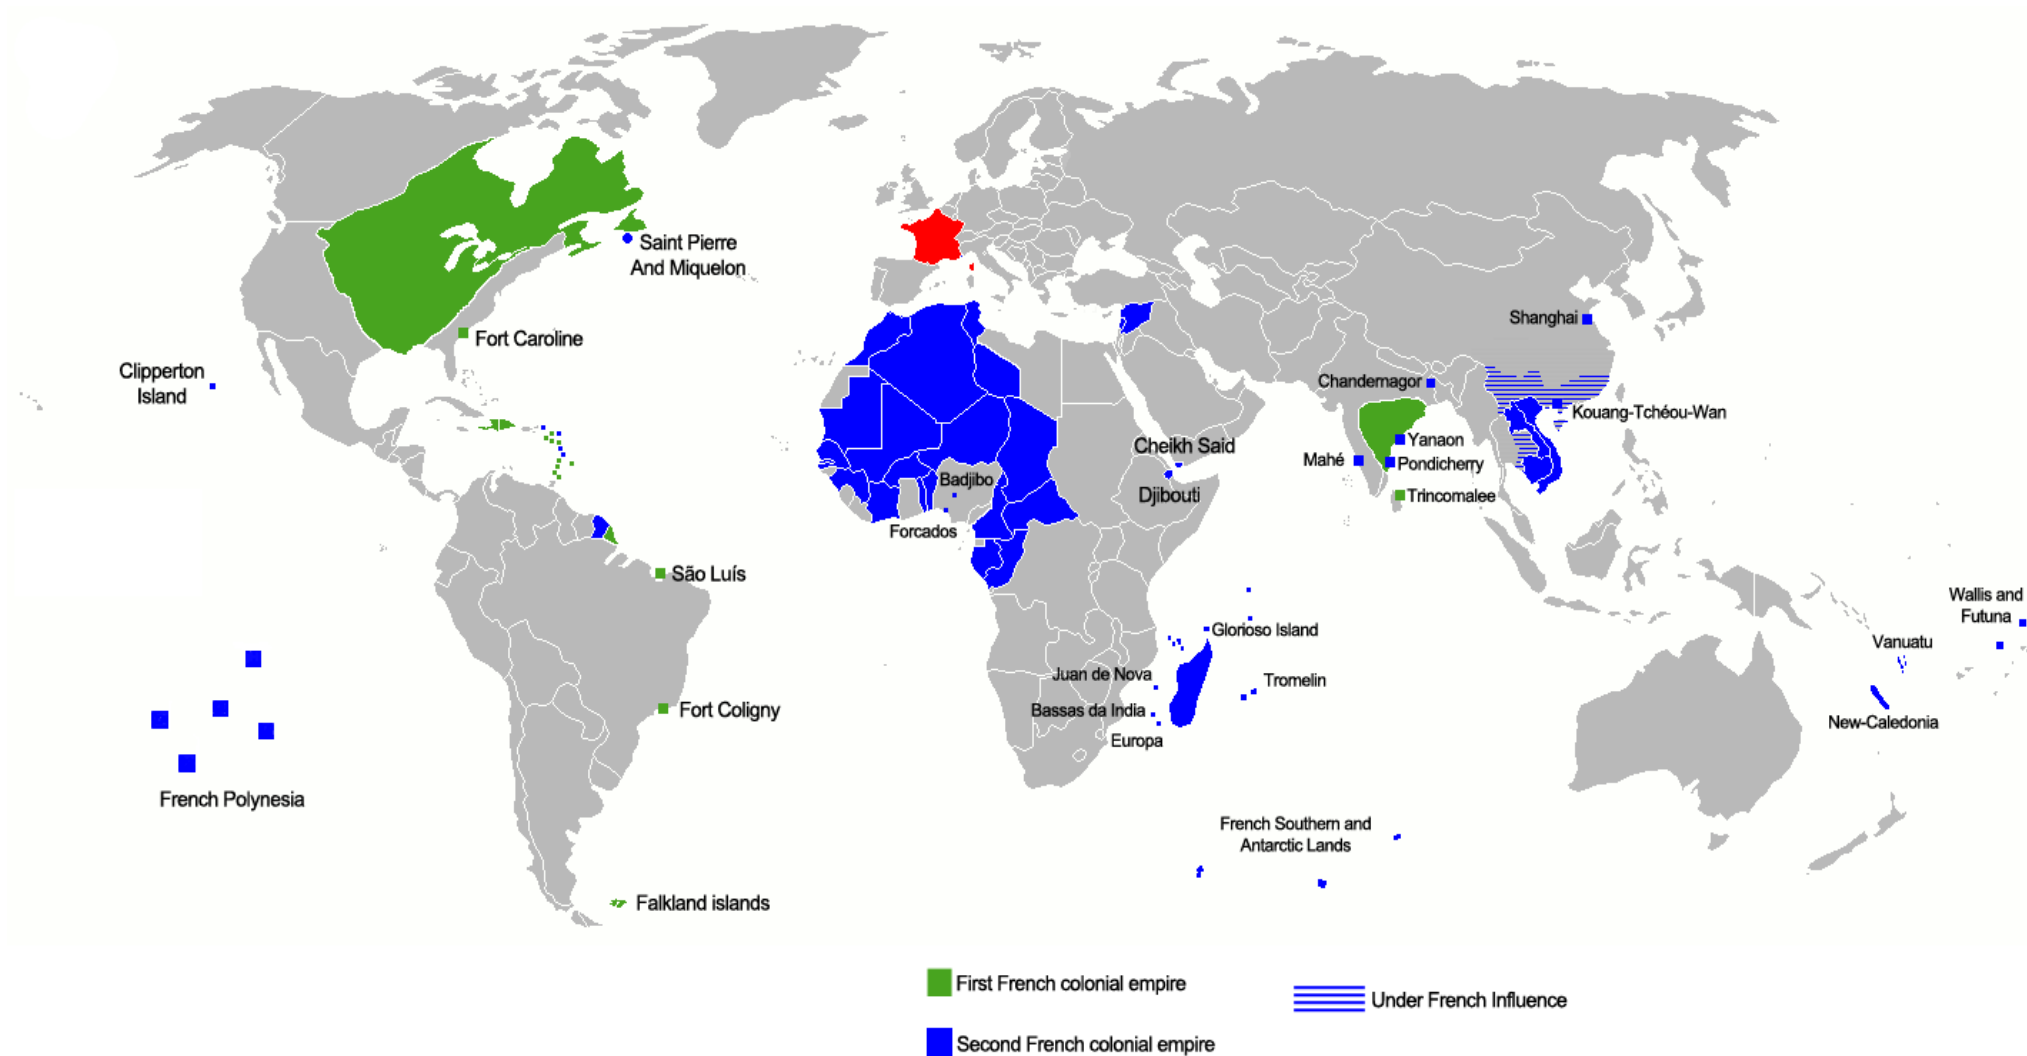 Saint Pierre
And Miquelon
Fort Caroline
Clipperton
Island
Shanghai
Chandernagor
Kouang-Tchéou-Wan
Yanaon
Mahé
Pondicherry
Trincomalee
Cheikh Said
Djibouti
Badjibo
Forcados
São Luís
Fort Coligny
Glorioso Island
Juan de Nova
Tromelin
Bassas da India
Europa
Wallis and
Futuna
Vanuatu
New-Caledonia
French Polynesia
French Southern and
Antarctic Lands
Falkland islands
First French colonial empire
Under French Influence
Second French colonial empire